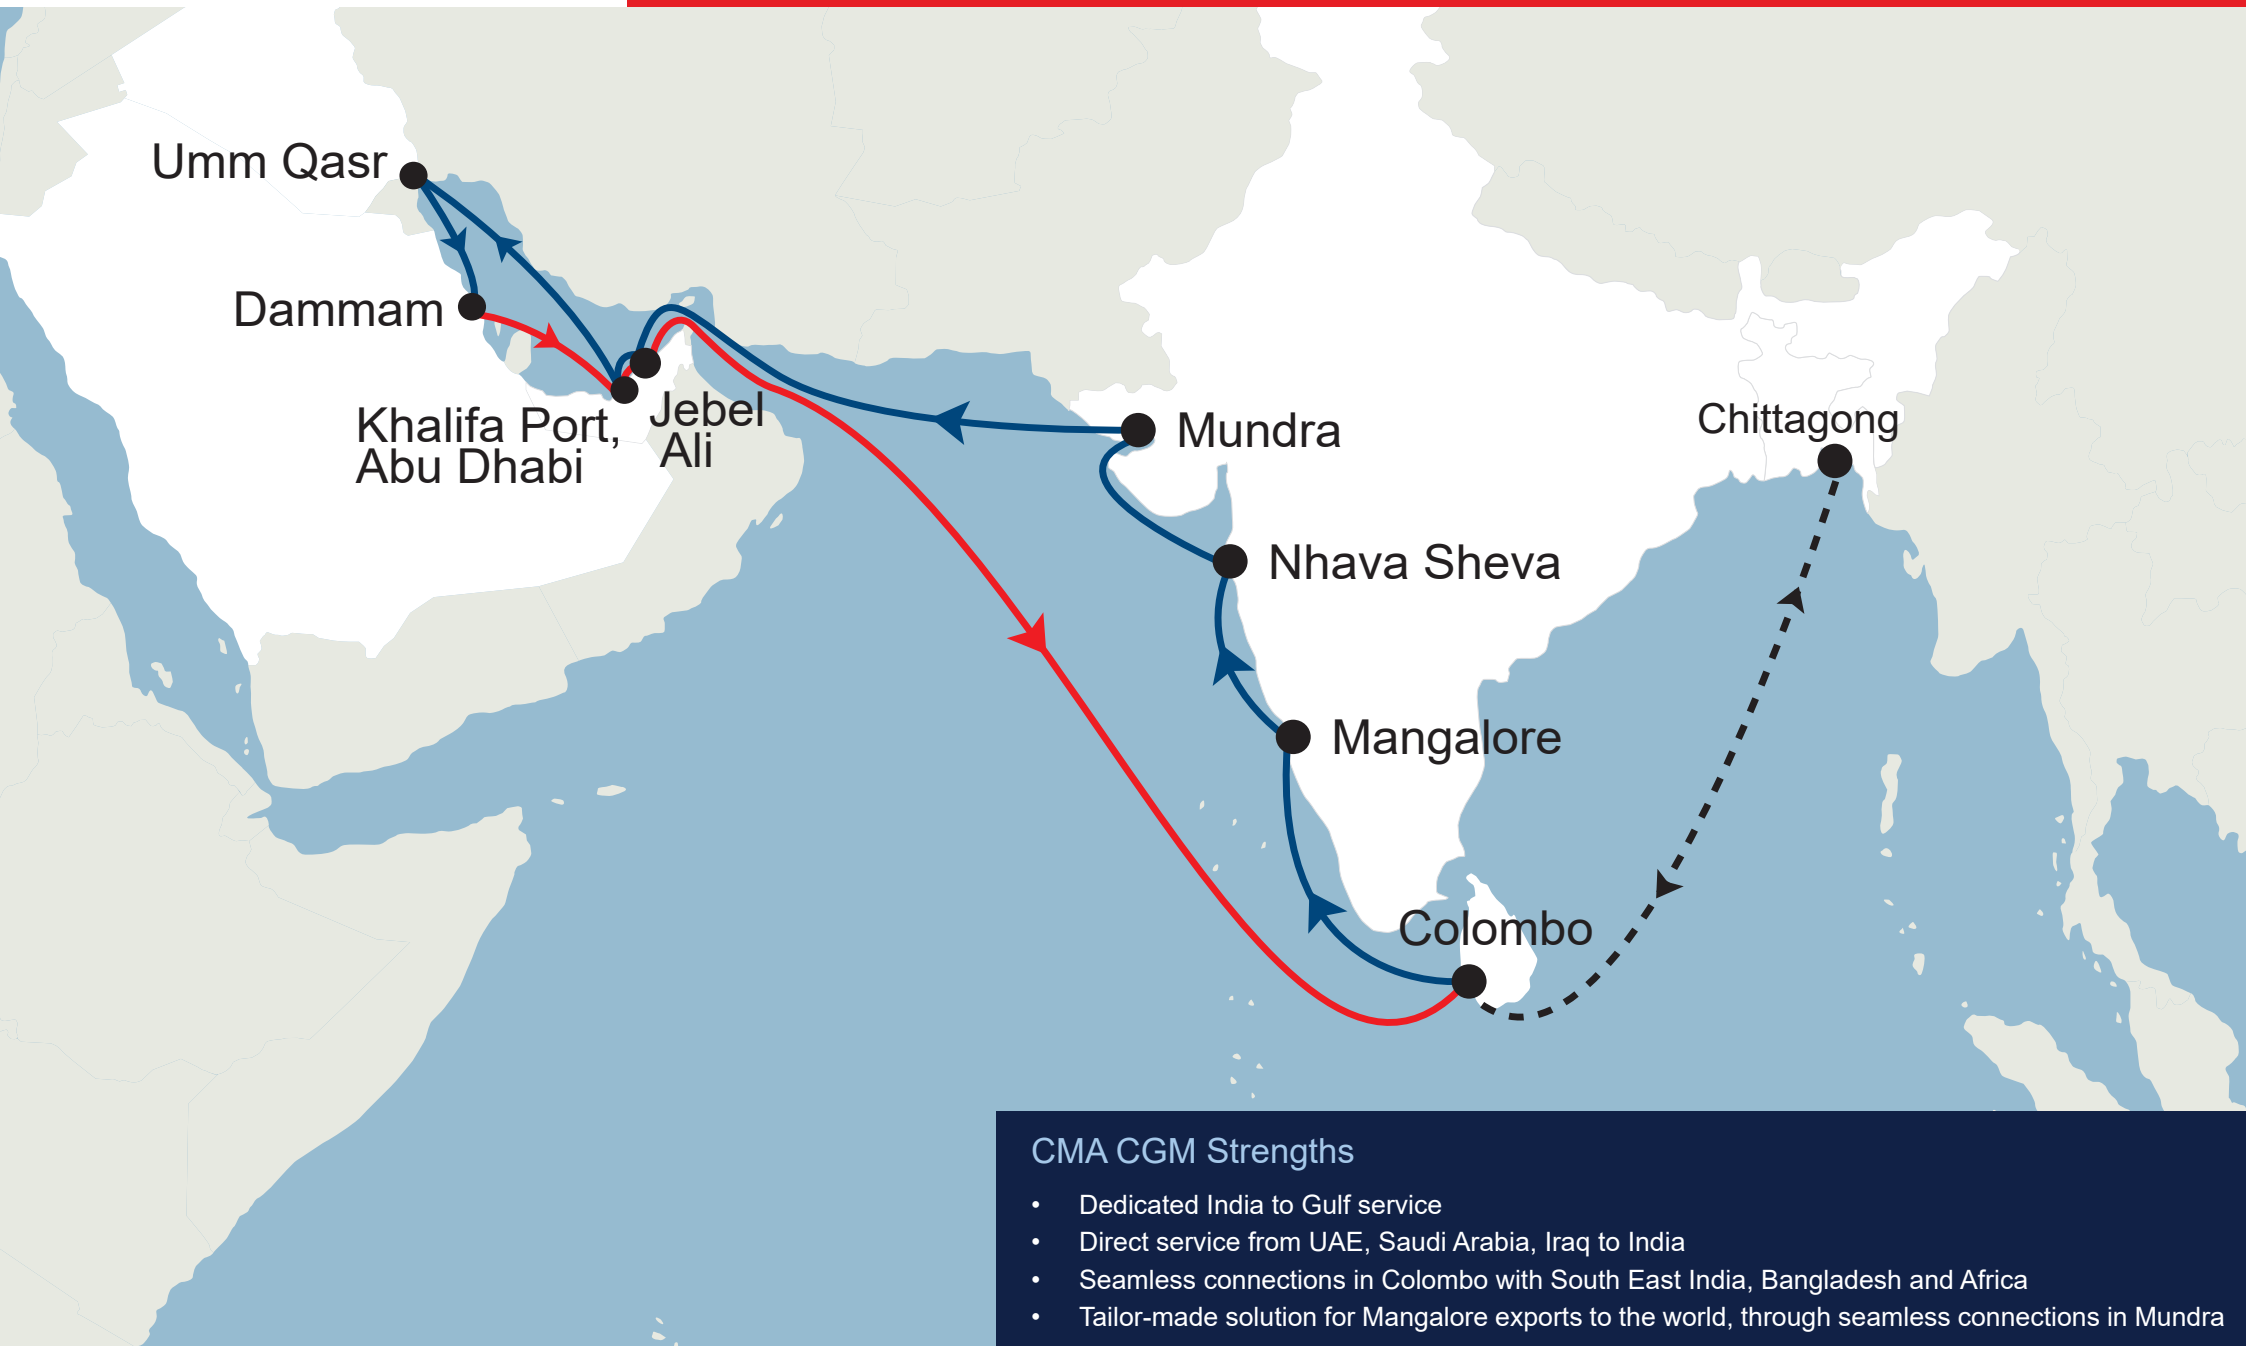 Umm Qasr
Dammam
Khalifa Port,
Abu Dhabi
Jebel
Ali
Mundra
Chittagong
Nhava Sheva
Mangalore
Colombo
CMA CGM Strengths
• Dedicated India to Gulf service
• Direct service from UAE, Saudi Arabia, Iraq to India
• Seamless connections in Colombo with South East India, Bangladesh and Africa
• Tailor-made solution for Mangalore exports to the world, through seamless connections in Mundra